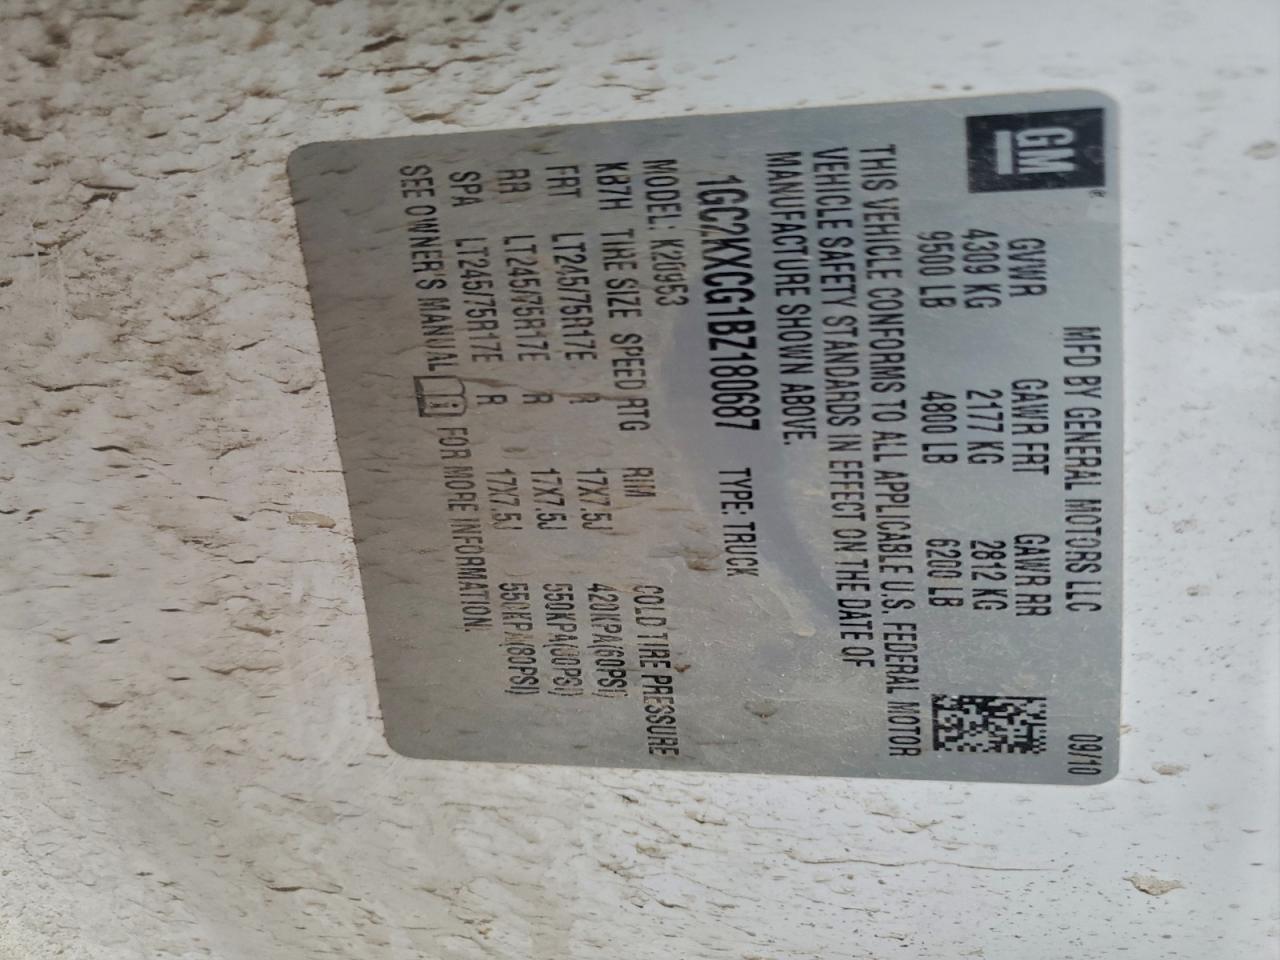 GM
MFD BY GENERAL MOTORS LLC 09/10
GVWR GAWR FRT GAWR RR
4309 KG 2177 KG 2812 KG
9500 LB 4800 LB 6200 LB
THIS VEHICLE CONFORMS TO ALL APPLICABLE U.S. FEDERAL MOTOR
VEHICLE SAFETY STANDARDS IN EFFECT ON THE DATE OF
MANUFACTURE SHOWN ABOVE.
1GC2KXCG1BZ180687 TYPE: TRUCK
MODEL: K20953
K87H TIRE SIZE SPEED RTG RIM COLD TIRE PRESSURE
FRT LT245/75R17E R 17X7.5J 420KPA(60PSI)
RR LT245/75R17E R 17X7.5J 550KPA(80PSI)
SPA LT245/75R17E R 17X7.5J 550KPA(80PSI)
SEE OWNER'S MANUAL FOR MORE INFORMATION.